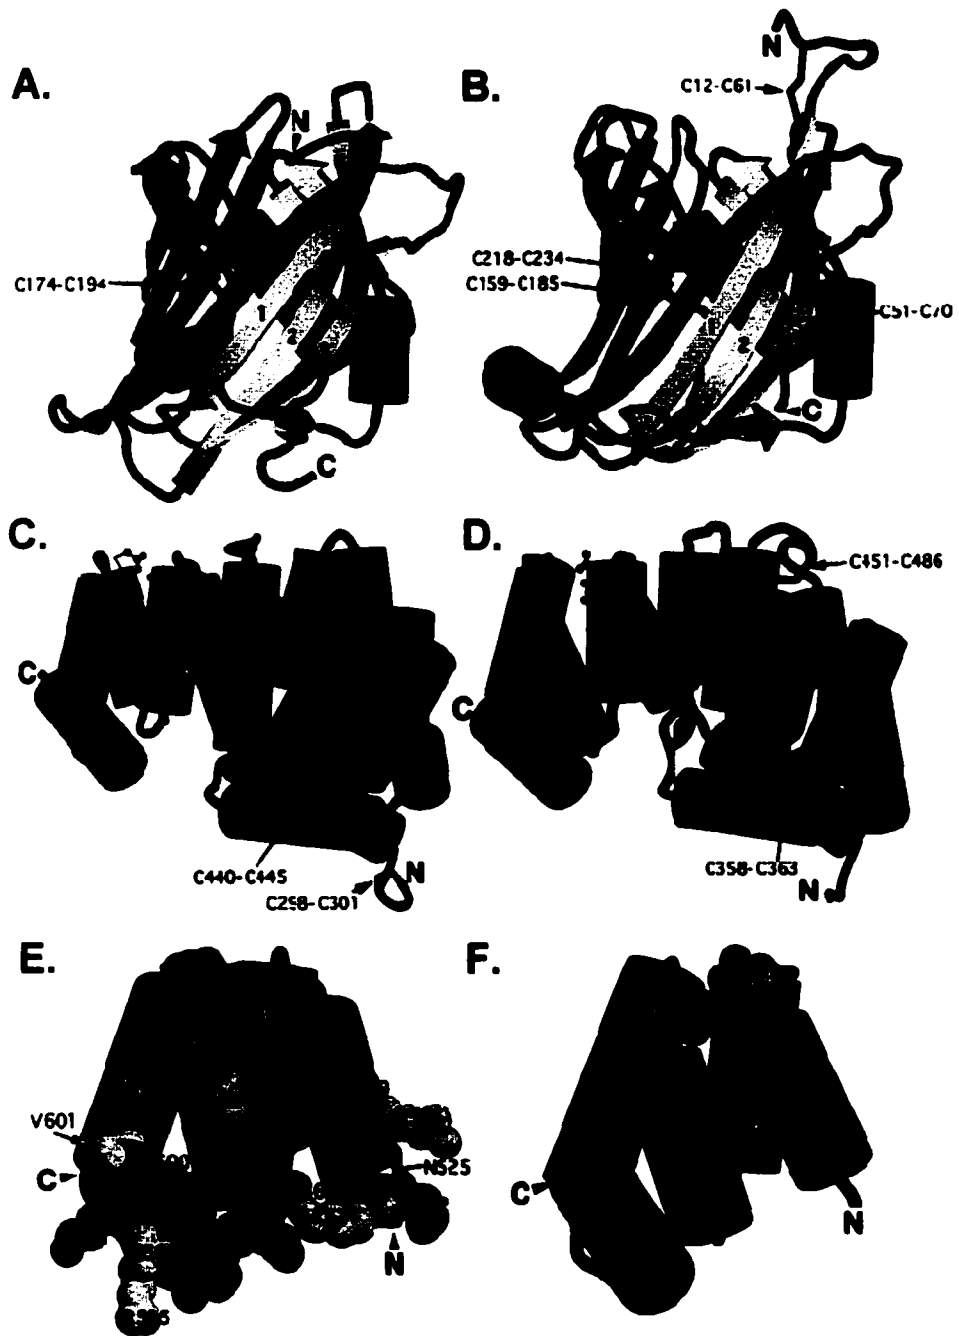 A.
B.
N
C12-C61
N
C218-C234
C174-C194
C159-C185
C51-C70
1
2
1
2
C
C
C.
D.
C451-C486
C
C
C440-C445
C298-C301
N
C358-C363
N
E.
F.
V601
C
N525
C
N
N